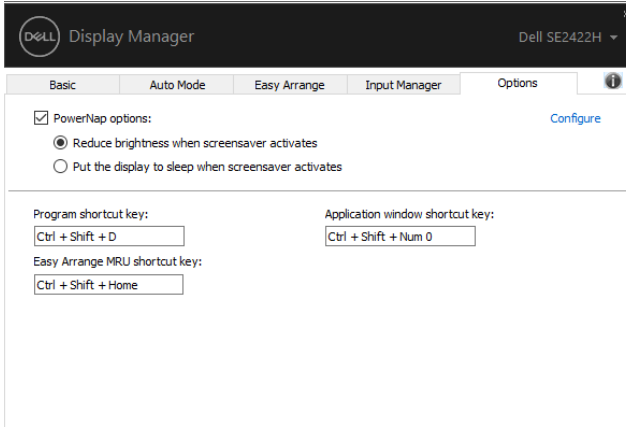 DELL Display Manager
Dell SE2422H
Basic Auto Mode Easy Arrange Input Manager Options
PowerNap options:
Configure
Reduce brightness when screensaver activates
Put the display to sleep when screensaver activates
Program shortcut key:
Application window shortcut key:
Ctrl + Shift + D
Ctrl + Shift + Num 0
Easy Arrange MRU shortcut key:
Ctrl + Shift + Home